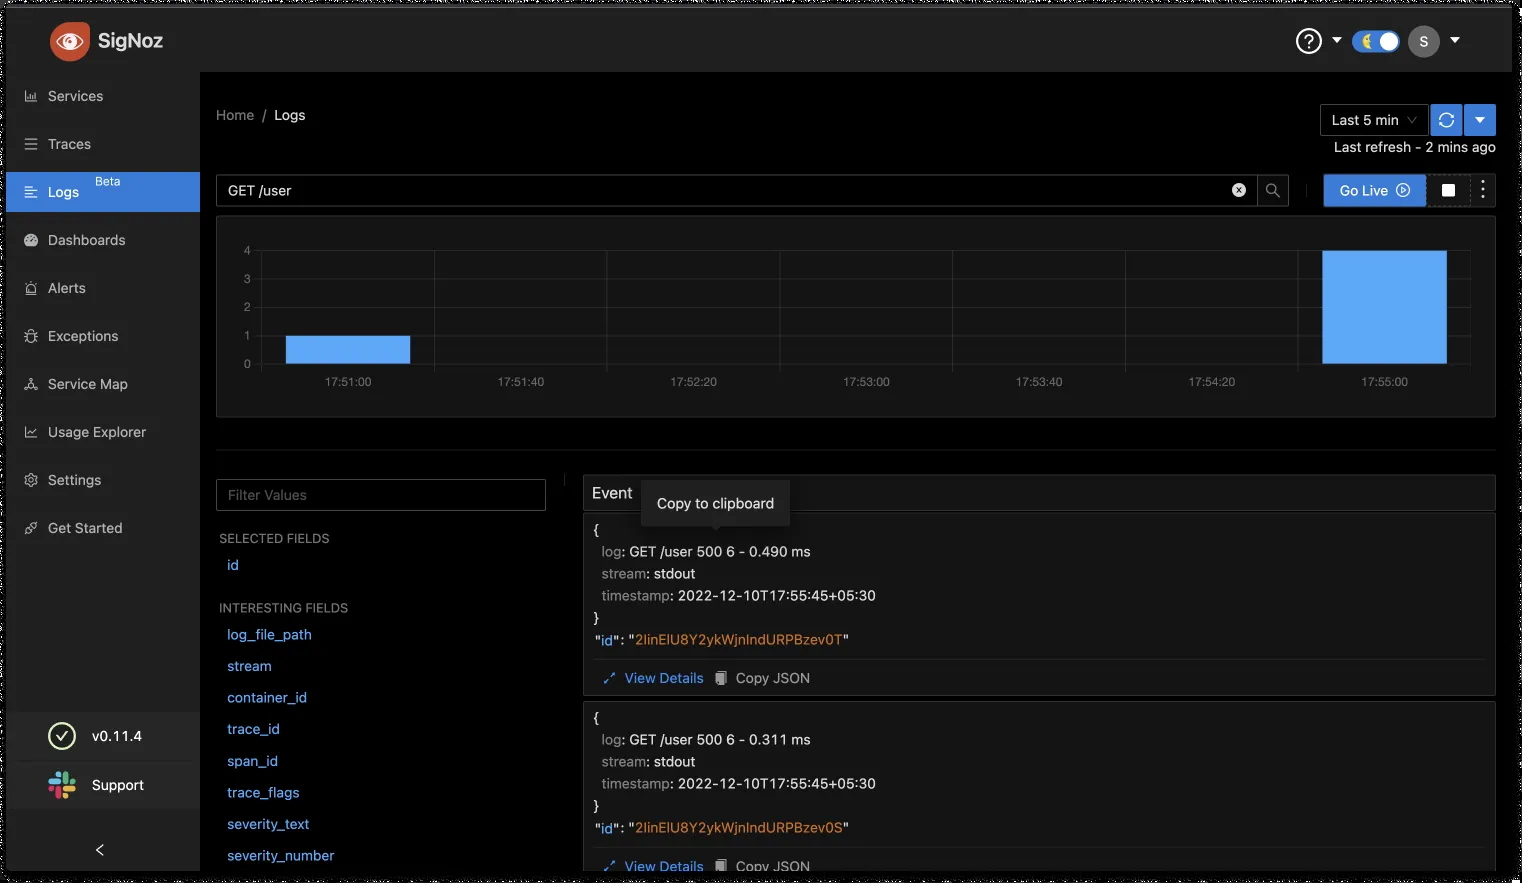 SigNoz
?
S
Services
Traces
Logs Beta
Dashboards
Alerts
Exceptions
Service Map
Usage Explorer
Settings
Get Started
v0.11.4
Support
Home / Logs
Last 5 min
Last refresh - 2 mins ago
GET /user
Go Live
4
3
2
1
0
17:51:00 17:51:40 17:52:20 17:53:00 17:53:40 17:54:20 17:55:00
Filter Values
SELECTED FIELDS
id
INTERESTING FIELDS
log_file_path
stream
container_id
trace_id
span_id
trace_flags
severity_text
severity_number
Event
Copy to clipboard
{
log: GET /user 500 6 - 0.490 ms
stream: stdout
timestamp: 2022-12-10T17:55:45+05:30
}
"id": "2IinEIU8Y2ykWjnIndURPBzev0T"
View Details Copy JSON
{
log: GET /user 500 6 - 0.311 ms
stream: stdout
timestamp: 2022-12-10T17:55:45+05:30
}
"id": "2IinEIU8Y2ykWjnIndURPBzev0S"
View Details Copy JSON